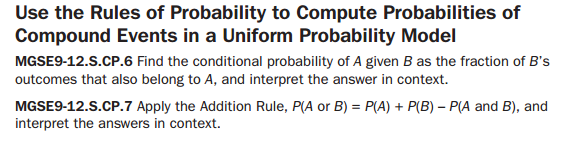 Use the Rules of Probability to Compute Probabilities of
Compound Events in a Uniform Probability Model
MGSE9-12.S.CP.6 Find the conditional probability of A given B as the fraction of B's
outcomes that also belong to A, and interpret the answer in context.
MGSE9-12.S.CP.7 Apply the Addition Rule, P(A or B) = P(A) + P(B) – P(A and B), and
interpret the answers in context.